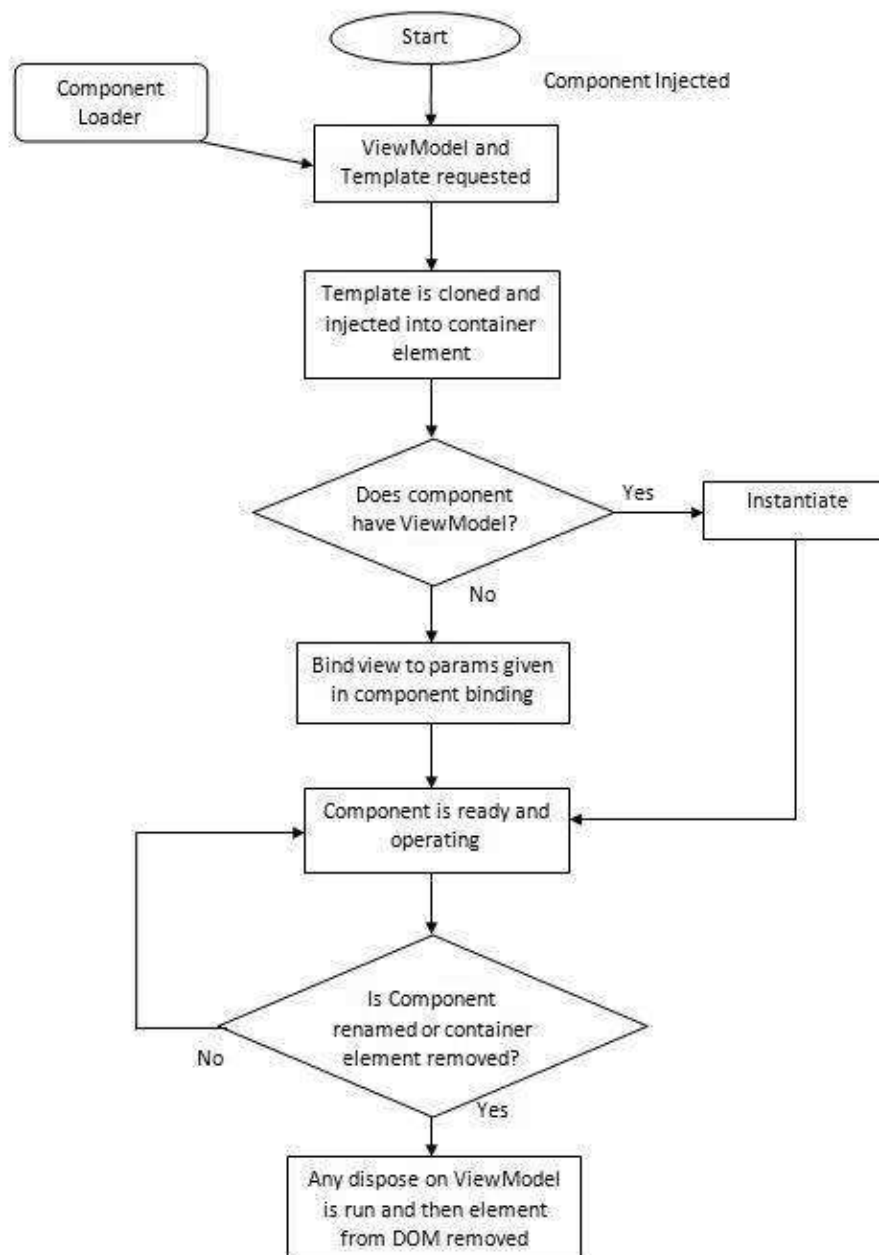 Start
Component Injected
Component
Loader
ViewModel and
Template requested
Template is cloned and
injected into container
element
Does component
have ViewModel?
Yes
Instantiate
No
Bind view to params given
in component binding
Component is ready and
operating
Is Component
renamed or container
element removed?
No
Yes
Any dispose on ViewModel
is run and then element
from DOM removed